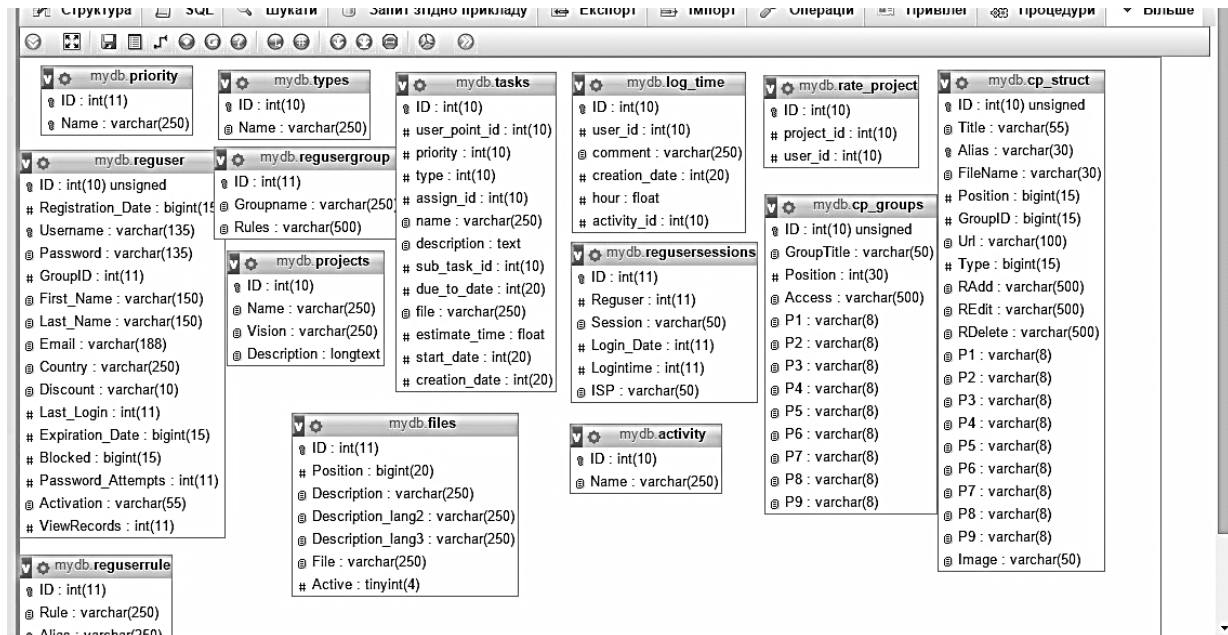 Структура
SQL
Шукати
Запит згідно прикладу
Експорт
Імпорт
Операції
Привілеї
Процедури
Більше
mydb.priority
ID : int(11)
Name : varchar(250)
mydb.types
ID : int(10)
Name : varchar(250)
mydb.tasks
ID : int(10)
user_point_id : int(10)
priority : int(10)
type : int(10)
assign_id : int(10)
name : varchar(250)
description : text
sub_task_id : int(10)
due_to_date : int(20)
file : varchar(250)
estimate_time : float
start_date : int(20)
creation_date : int(20)
mydb.log_time
ID : int(10)
user_id : int(10)
comment : varchar(250)
creation_date : int(20)
hour : float
activity_id : int(10)
mydb.rate_project
ID : int(10)
project_id : int(10)
user_id : int(10)
mydb.cp_struct
ID : int(10) unsigned
Title : varchar(55)
Alias : varchar(30)
FileName : varchar(30)
Position : bigint(15)
GroupID : bigint(15)
Url : varchar(100)
Type : bigint(15)
RAdd : varchar(500)
REdit : varchar(500)
RDelete : varchar(500)
P1 : varchar(8)
P2 : varchar(8)
P3 : varchar(8)
P4 : varchar(8)
P5 : varchar(8)
P6 : varchar(8)
P7 : varchar(8)
P8 : varchar(8)
P9 : varchar(8)
Image : varchar(50)
mydb.reguser
ID : int(10) unsigned
Registration_Date : bigint(15
Username : varchar(135)
Password : varchar(135)
GroupID : int(11)
First_Name : varchar(150)
Last_Name : varchar(150)
Email : varchar(188)
Country : varchar(250)
Discount : varchar(10)
Last_Login : int(11)
Expiration_Date : bigint(15)
Blocked : bigint(15)
Password_Attempts : int(11)
Activation : varchar(55)
ViewRecords : int(11)
mydb.regusergroup
ID : int(11)
Groupname : varchar(250)
Rules : varchar(500)
mydb.projects
ID : int(10)
Name : varchar(250)
Vision : varchar(250)
Description : longtext
mydb.regusersessions
ID : int(11)
Reguser : int(11)
Session : varchar(50)
Login_Date : int(11)
Logintime : int(11)
ISP : varchar(50)
mydb.cp_groups
ID : int(10) unsigned
GroupTitle : varchar(50)
Position : int(30)
Access : varchar(500)
P1 : varchar(8)
P2 : varchar(8)
P3 : varchar(8)
P4 : varchar(8)
P5 : varchar(8)
P6 : varchar(8)
P7 : varchar(8)
P8 : varchar(8)
P9 : varchar(8)
mydb.files
ID : int(11)
Position : bigint(20)
Description : varchar(250)
Description_lang2 : varchar(250)
Description_lang3 : varchar(250)
File : varchar(250)
Active : tinyint(4)
mydb.activity
ID : int(10)
Name : varchar(250)
mydb.reguserrule
ID : int(11)
Rule : varchar(250)
Alias : varchar(250)